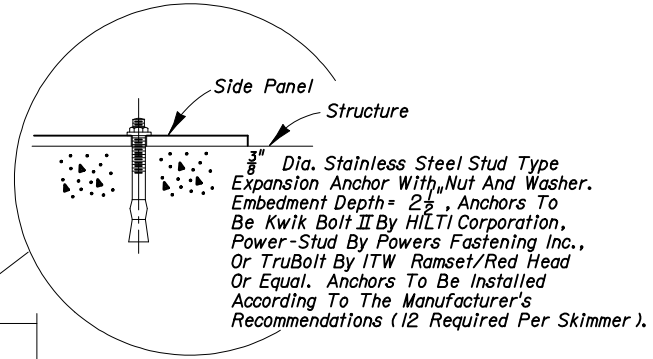 Side Panel
Structure
3/8" Dia. Stainless Steel Stud Type
Expansion Anchor With Nut And Washer.
Embedment Depth = 2 1/2", Anchors To
Be Kwik Bolt II By HILTI Corporation,
Power-Stud By Powers Fastening Inc.,
Or TruBolt By ITW Ramset/Red Head
Or Equal. Anchors To Be Installed
According To The Manufacturer's
Recommendations (12 Required Per Skimmer).